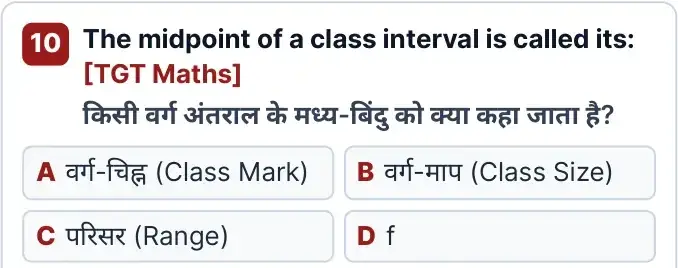 10 The midpoint of a class interval is called its:
[TGT Maths]
किसी वर्ग अंतराल के मध्य-बिंदु को क्या कहा जाता है?
A वर्ग-चिह्न (Class Mark) B वर्ग-माप (Class Size)
C परिसर (Range) D f